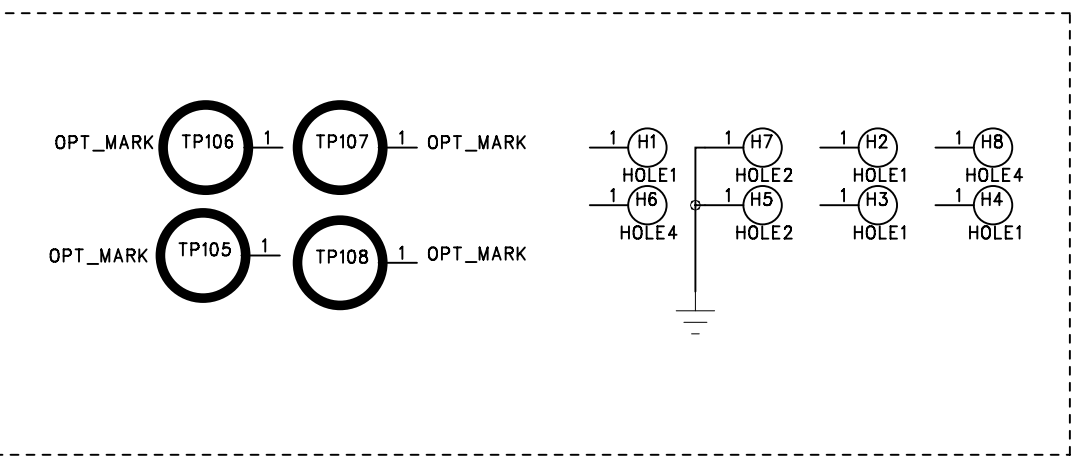 OPT_MARK TP106 1 TP107 1 OPT_MARK
1 H1 1 H7 1 H2 1 H8
HOLE1 HOLE2 HOLE1 HOLE4
1 H6 1 H5 1 H3 1 H4
HOLE4 HOLE2 HOLE1 HOLE1
OPT_MARK TP105 1 TP108 1 OPT_MARK